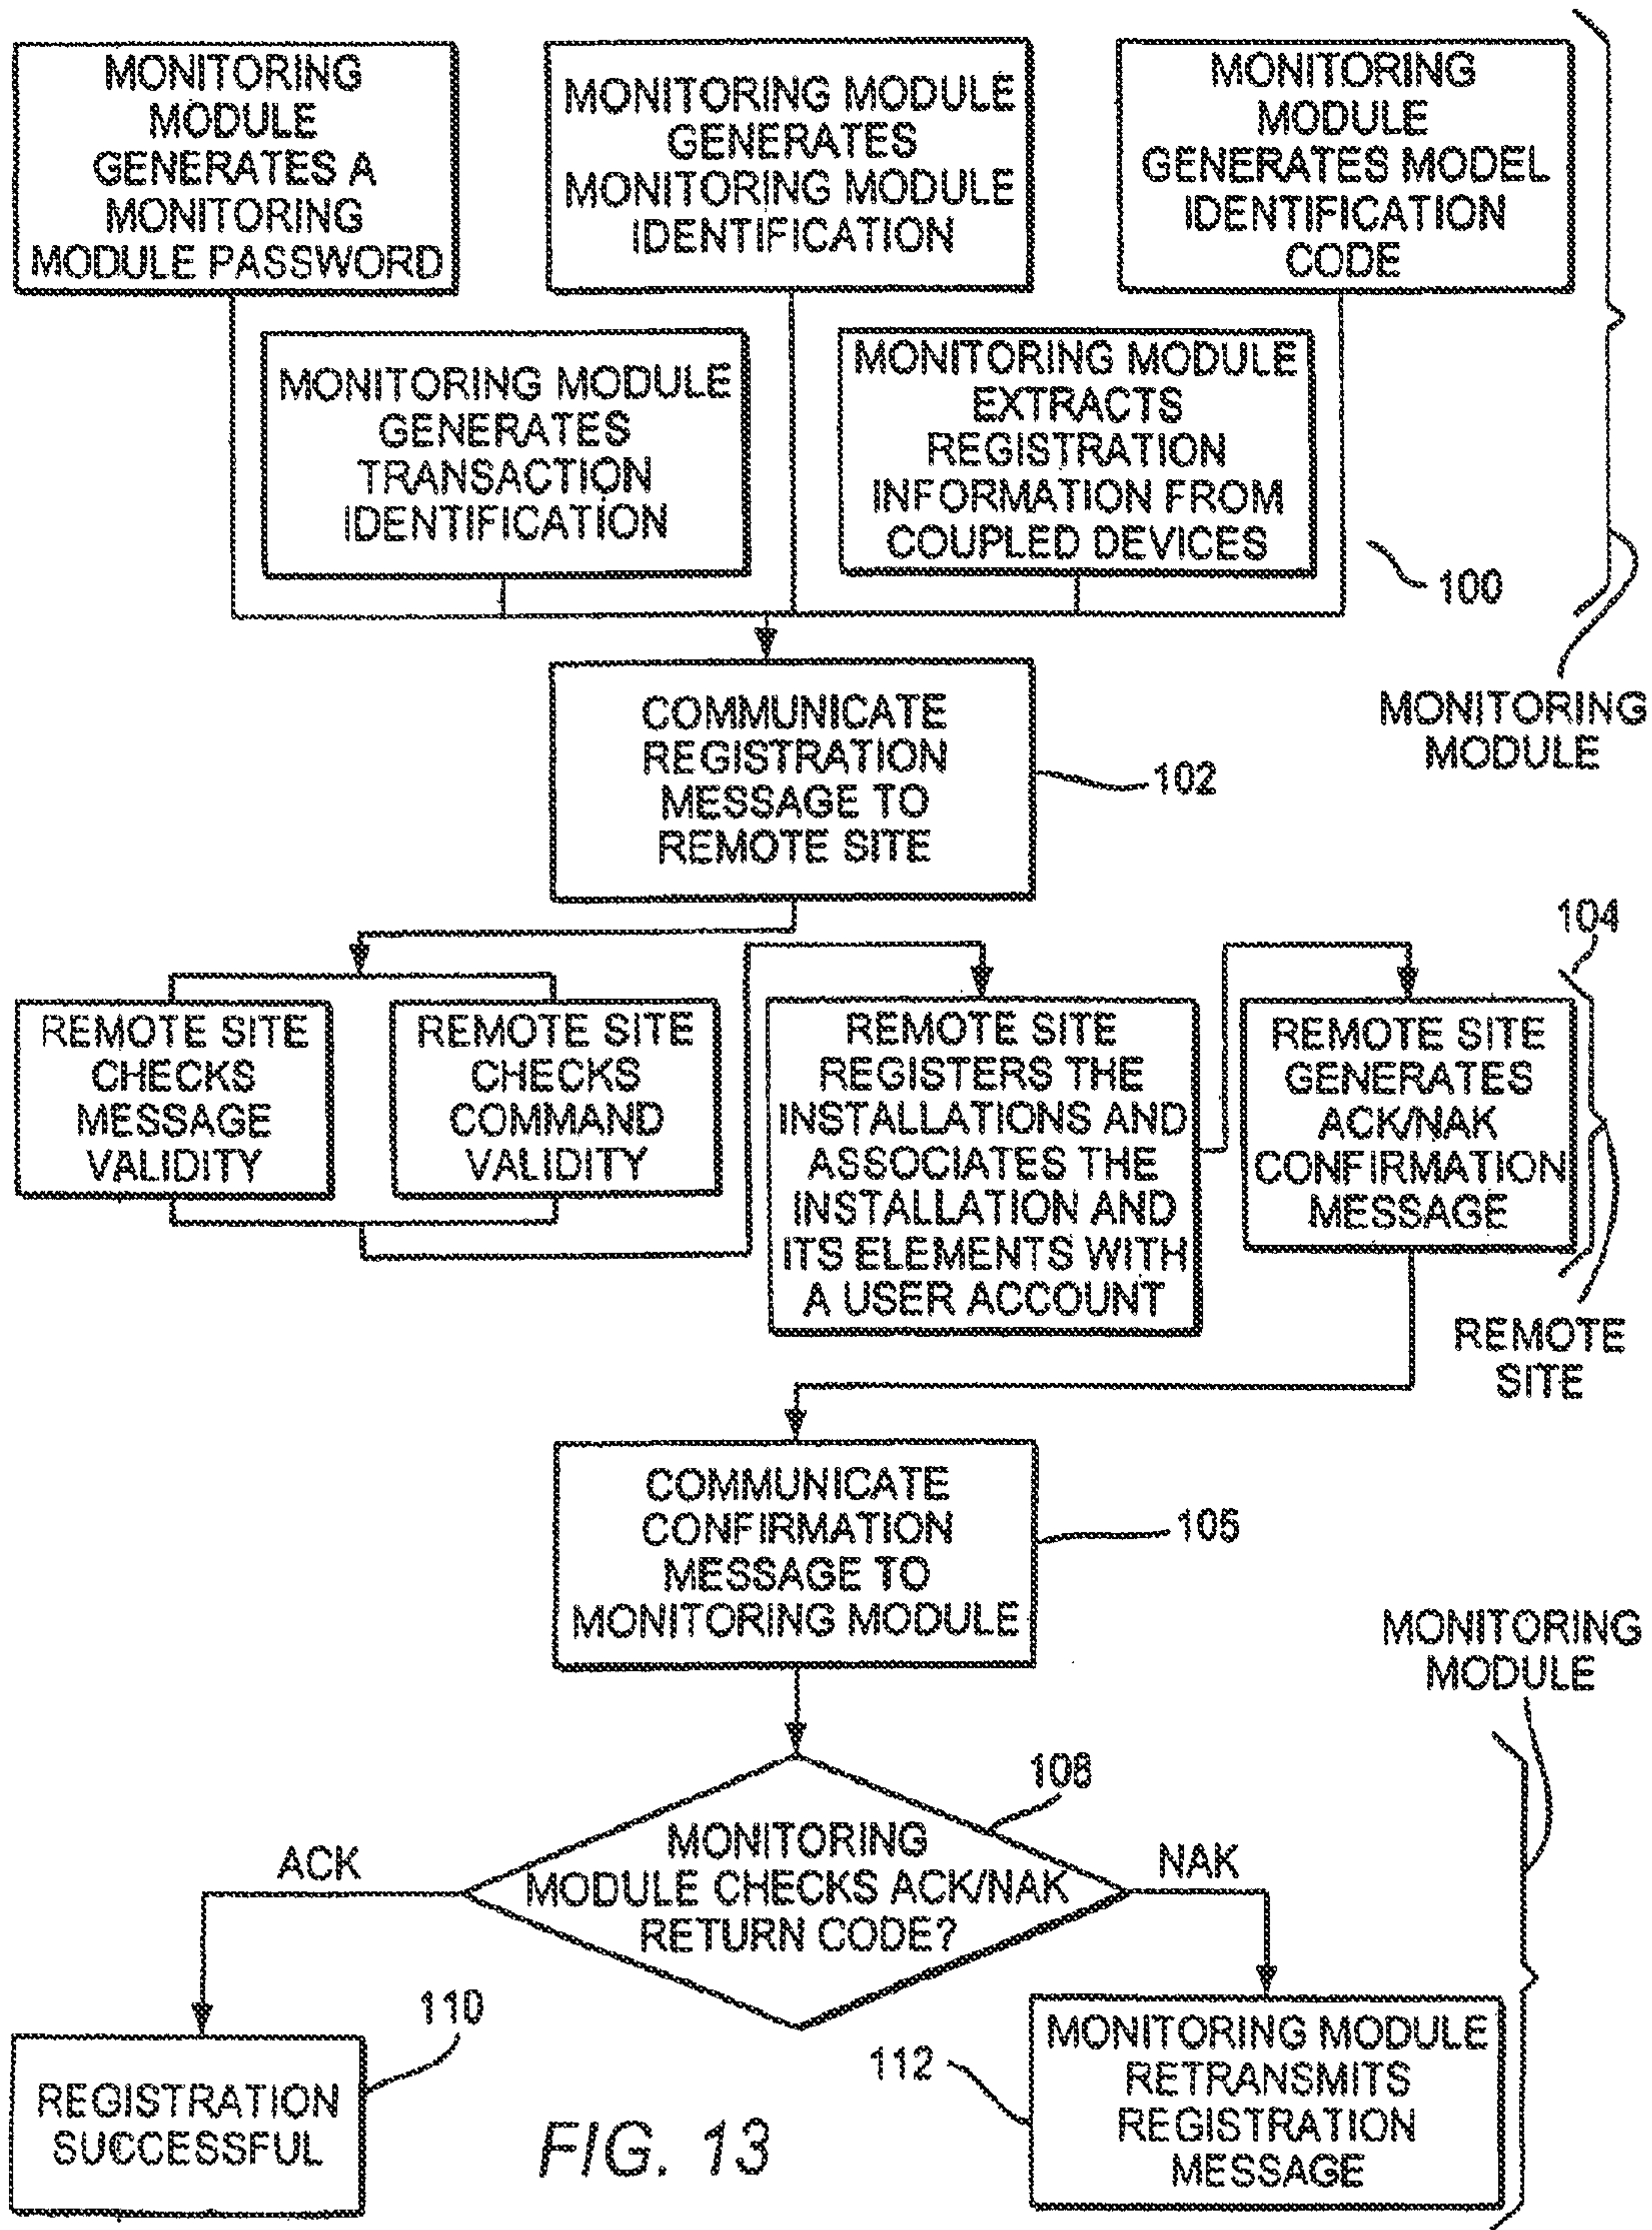 MONITORING
MODULE
GENERATES A
MONITORING
MODULE PASSWORD
MONITORING MODULE
GENERATES
MONITORING MODULE
IDENTIFICATION
MONITORING
MODULE
GENERATES MODEL
IDENTIFICATION
CODE
MONITORING MODULE
GENERATES
TRANSACTION
IDENTIFICATION
MONITORING MODULE
EXTRACTS
REGISTRATION
INFORMATION FROM
COUPLED DEVICES
100
MONITORING
MODULE
COMMUNICATE
REGISTRATION
MESSAGE TO
REMOTE SITE
102
104
REMOTE SITE
CHECKS
MESSAGE
VALIDITY
REMOTE SITE
CHECKS
COMMAND
VALIDITY
REMOTE SITE
REGISTERS THE
INSTALLATIONS AND
ASSOCIATES THE
INSTALLATION AND
ITS ELEMENTS WITH
A USER ACCOUNT
REMOTE SITE
GENERATES
ACK/NAK
CONFIRMATION
MESSAGE
REMOTE
SITE
COMMUNICATE
CONFIRMATION
MESSAGE TO
MONITORING MODULE
106
MONITORING
MODULE
108
MONITORING
MODULE CHECKS ACK/NAK
RETURN CODE?
ACK
NAK
110
REGISTRATION
SUCCESSFUL
112
MONITORING MODULE
RETRANSMITS
REGISTRATION
MESSAGE
FIG. 13